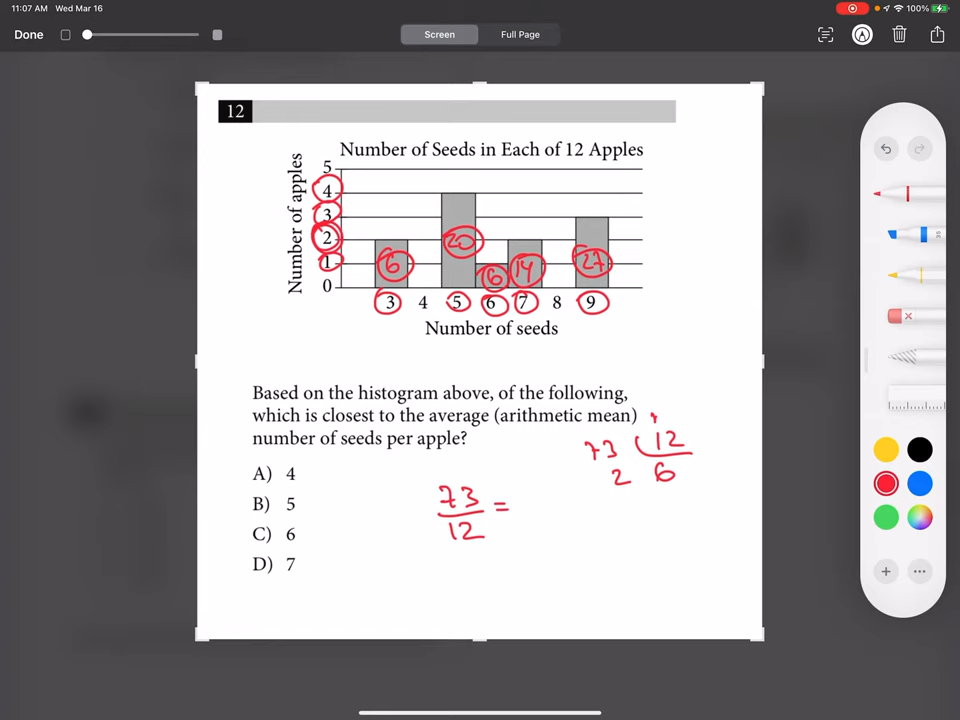 11:07 AM Wed Mar 16
100%
Done
Screen
Full Page
12
Number of Seeds in Each of 12 Apples
Number of apples
5
4
3
2
1
0
6
20
6
14
27
3 4 5 6 7 8 9
Number of seeds
Based on the histogram above, of the following,
which is closest to the average (arithmetic mean)
number of seeds per apple?
A) 4
B) 5
C) 6
D) 7
73
12
=
73 12
2 6